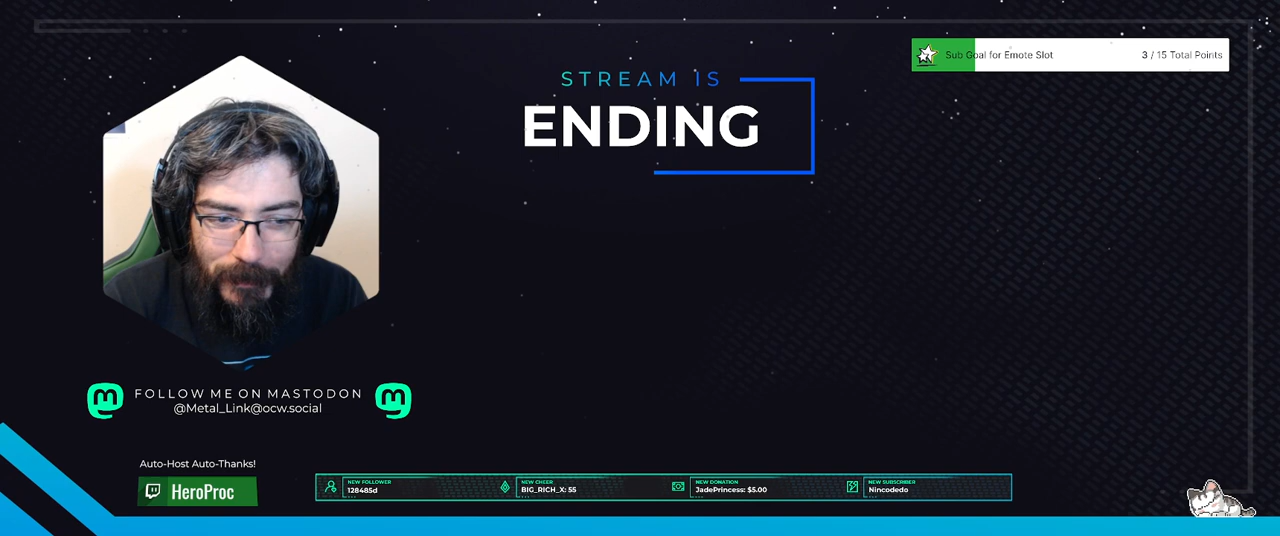 STREAM IS
ENDING
Sub Goal for Emote Slot
3 / 15 Total Points
FOLLOW ME ON MASTODON
@Metal_Link@ocw.social
Auto-Host Auto-Thanks!
HeroProc
NEW FOLLOWER
128485d
NEW CHEER
BIG_RICH_X: 55
NEW DONATION
JadePrincess: $5.00
NEW SUBSCRIBER
Nincodedo